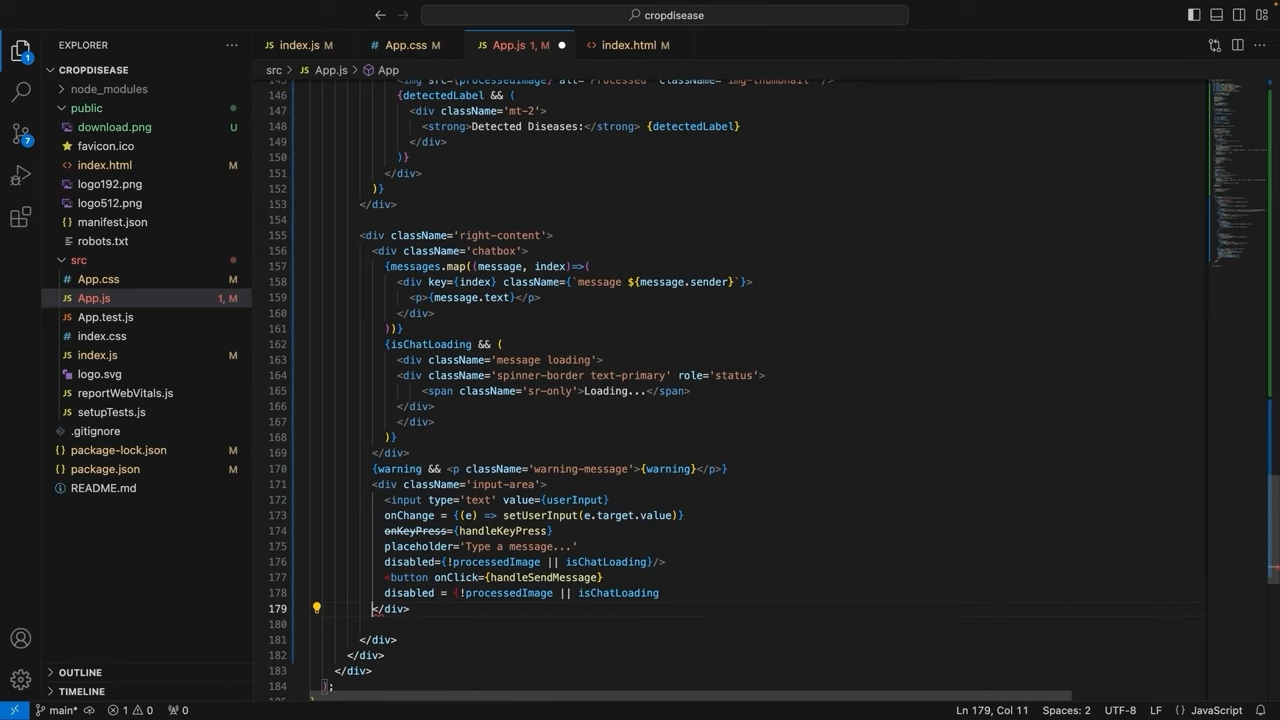 cropdisease
EXPLORER
index.js M
App.css M
App.js 1, M
index.html M
src > App.js > App
CROPDISEASE
node_modules
public
download.png U
favicon.ico
index.html M
logo192.png
logo512.png
manifest.json
robots.txt
src
App.css M
App.js 1, M
App.test.js
index.css
index.js M
logo.svg
reportWebVitals.js
setupTests.js
.gitignore
package-lock.json M
package.json M
README.md
OUTLINE
TIMELINE
145 <img src={processedImage} alt='Processed' className='img-thumbnail' />
146 {detectedLabel && (
147 <div className='mt-2'>
148 <strong>Detected Diseases:</strong> {detectedLabel}
149 </div>
150 )}
151 </div>
152 )}
153 </div>
154
155 <div className='right-content'>
156 <div className='chatbox'>
157 {messages.map((message, index)=>(
158 <div key={index} className={`message ${message.sender}`}>
159 <p>{message.text}</p>
160 </div>
161 ))}
162 {isChatLoading && (
163 <div className='message loading'>
164 <div className='spinner-border text-primary' role='status'>
165 <span className='sr-only'>Loading...</span>
166 </div>
167 </div>
168 )}
169 </div>
170 {warning && <p className='warning-message'>{warning}</p>}
171 <div className='input-area'>
172 <input type='text' value={userInput}
173 onChange = {(e) => setUserInput(e.target.value)}
174 onKeyPress={handleKeyPress}
175 placeholder='Type a message...'
176 disabled={!processedImage || isChatLoading}/>
177 <button onClick={handleSendMessage}
178 disabled = {!processedImage || isChatLoading
179 </div>
180
181 </div>
182 </div>
183 </div>
184 );
185 }
main* 1 0 0
Ln 179, Col 11 Spaces: 2 UTF-8 LF {} JavaScript